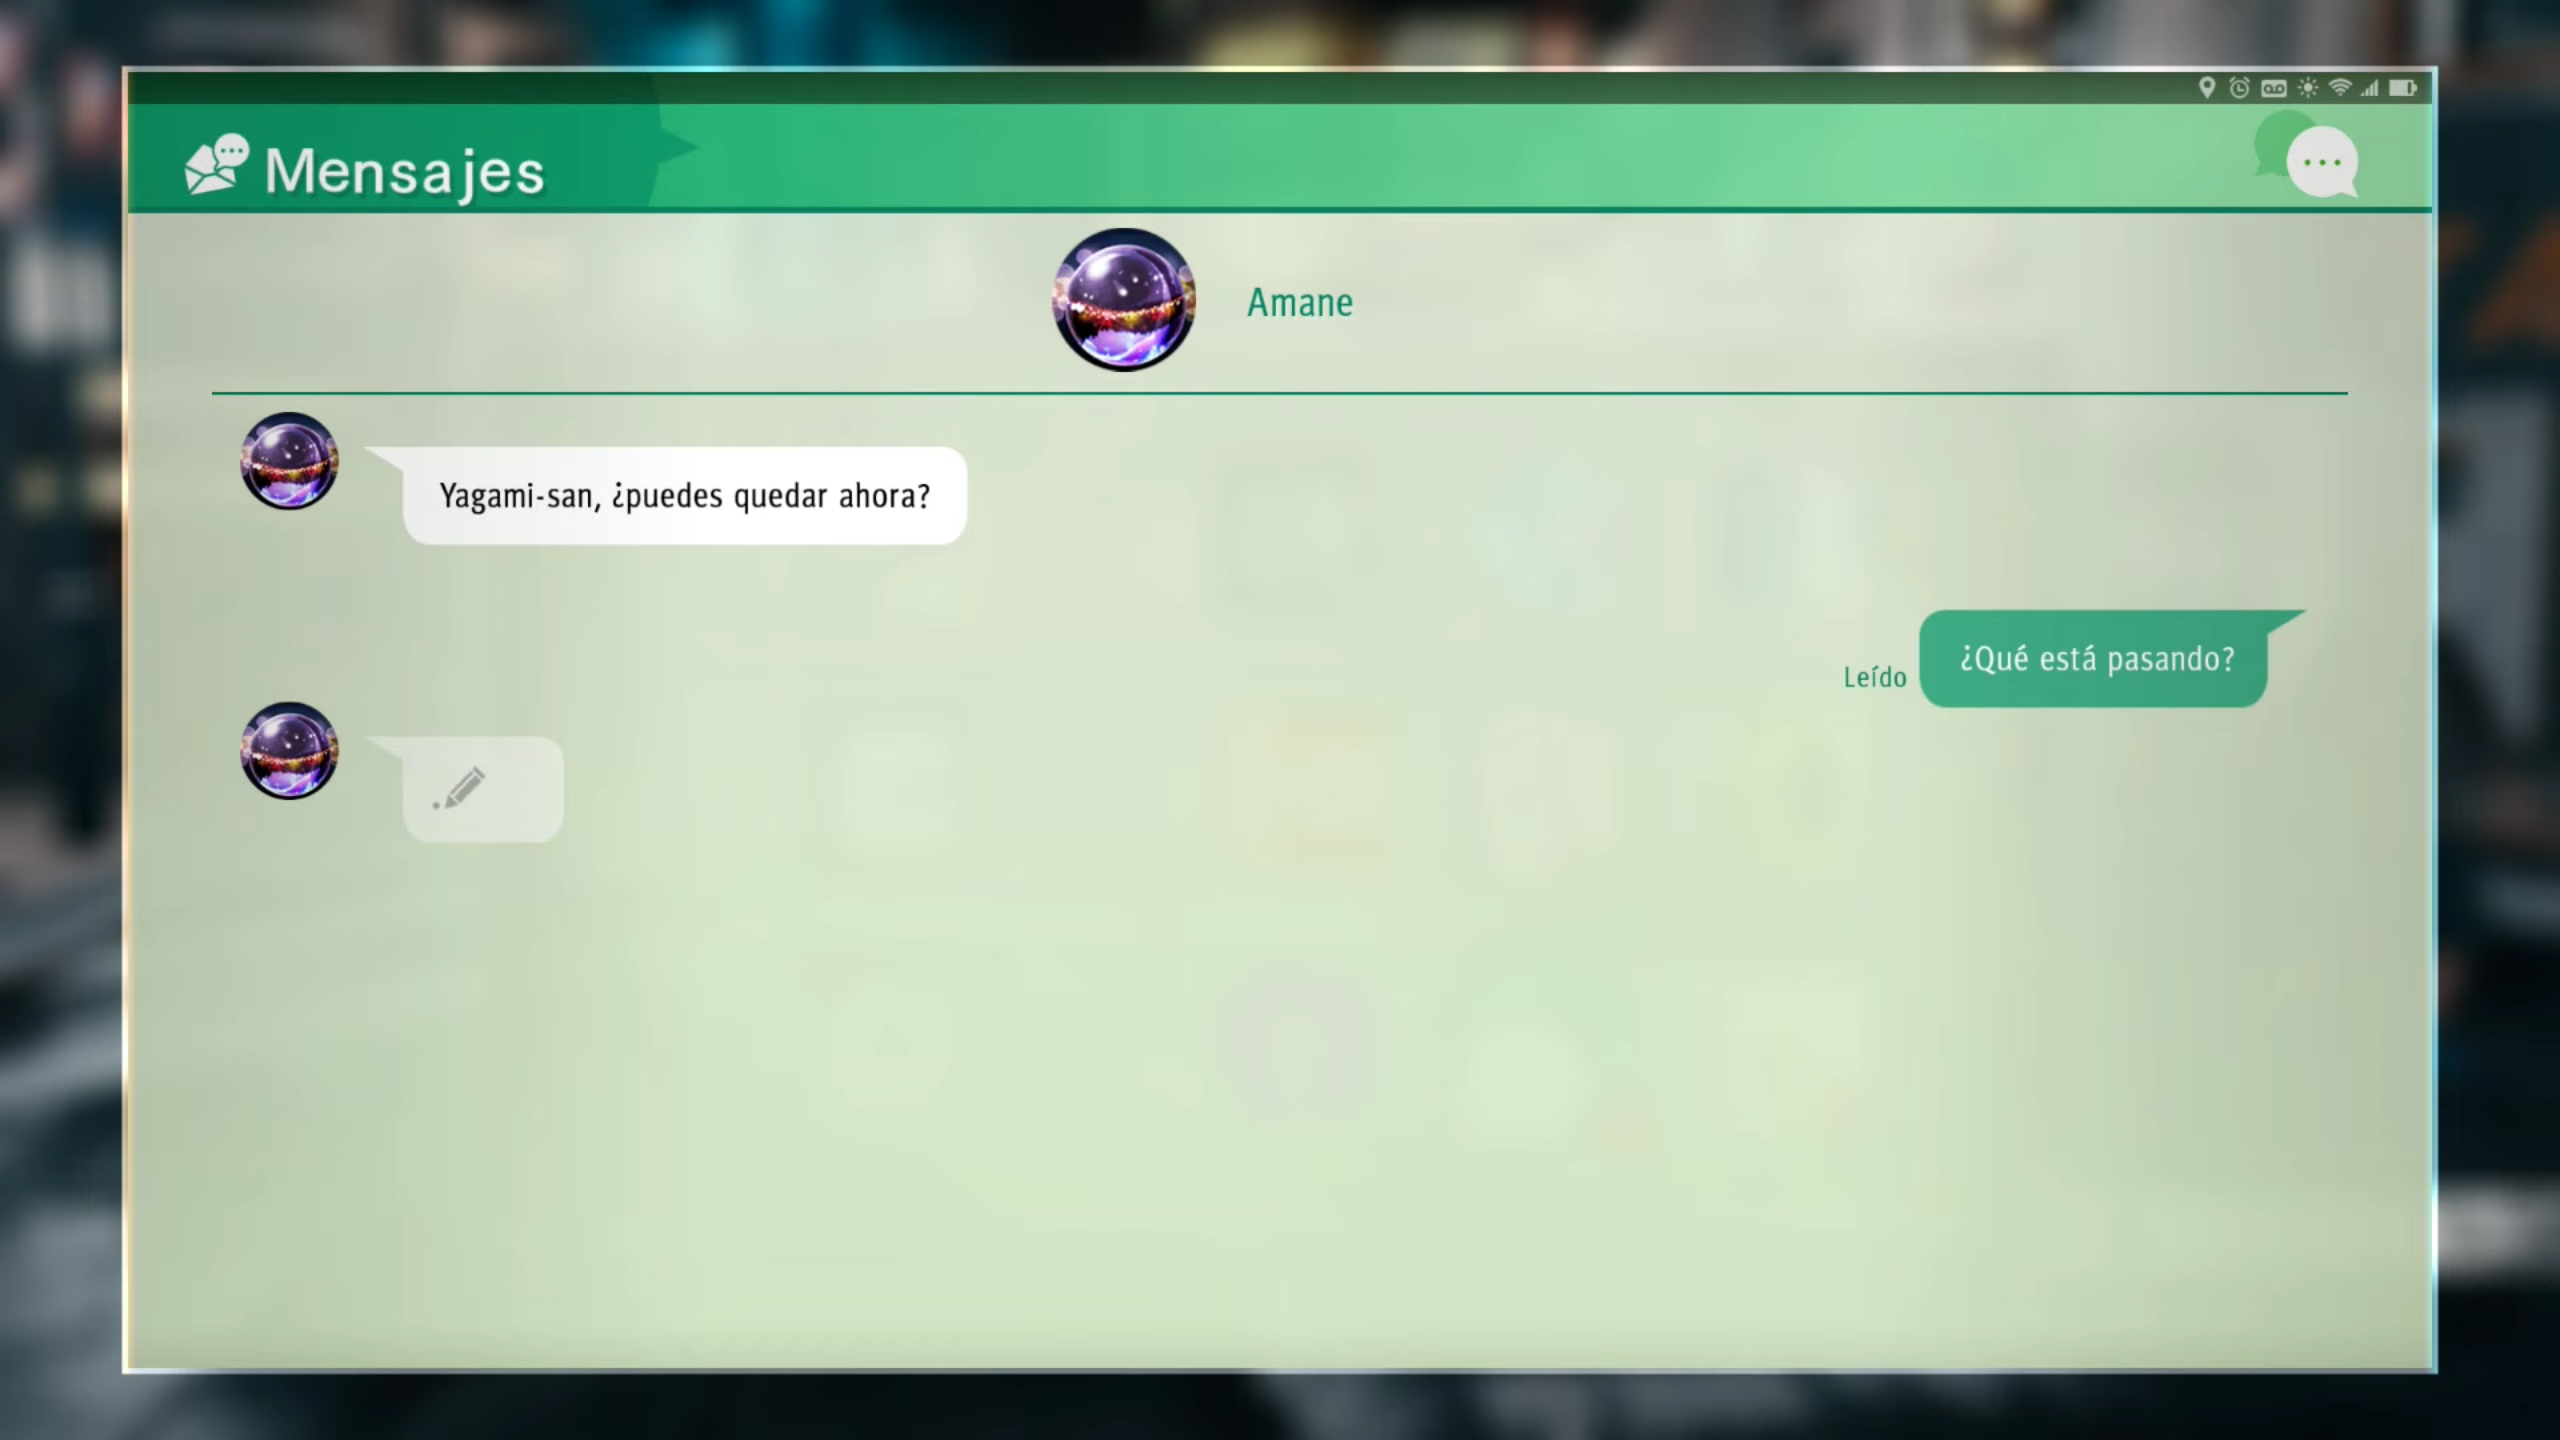 Mensajes
Amane
Yagami-san, ¿puedes quedar ahora?
¿Qué está pasando?
Leído